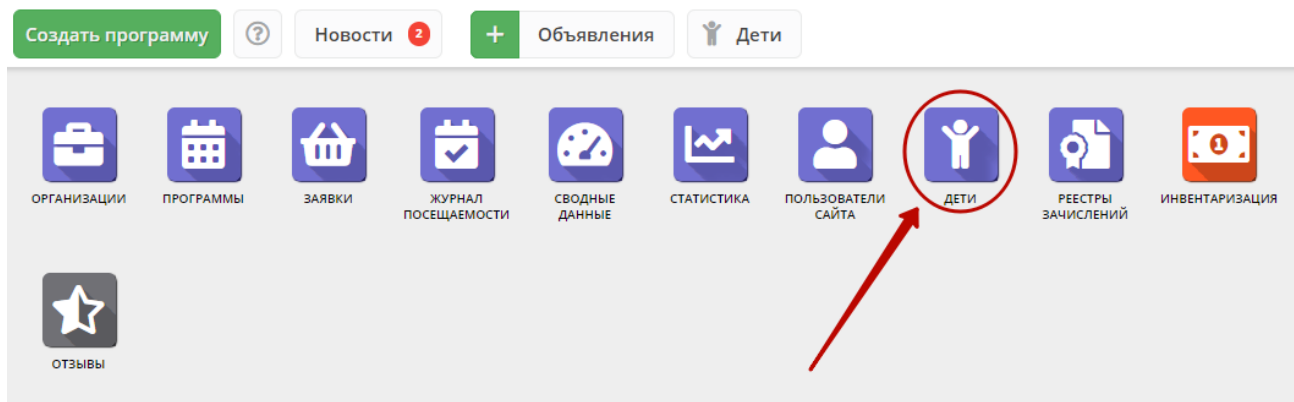 Создать программу
?
Новости 2
+ Объявления
Дети
ОРГАНИЗАЦИИ
ПРОГРАММЫ
ЗАЯВКИ
ЖУРНАЛ
ПОСЕЩАЕМОСТИ
СВОДНЫЕ
ДАННЫЕ
СТАТИСТИКА
ПОЛЬЗОВАТЕЛИ
САЙТА
ДЕТИ
РЕЕСТРЫ
ЗАЧИСЛЕНИЙ
1
ИНВЕНТАРИЗАЦИЯ
ОТЗЫВЫ